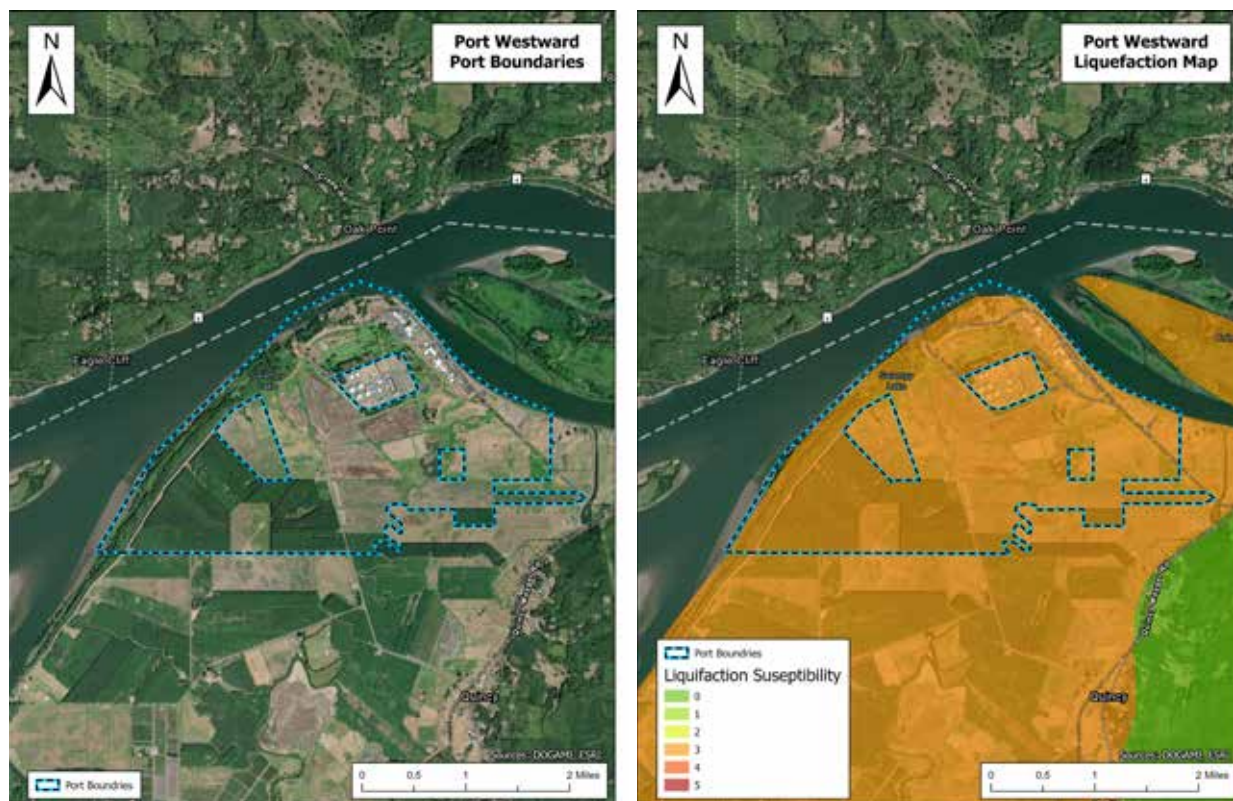 N
Port Westward
Port Boundaries
Oak Point
Eagle Cliff
Quincy
Sources: DOGAMI, ESRI
Port Boundries
0 0.5 1 2 Miles
N
Port Westward
Liquefaction Map
Oak Point
Eagle Cliff
Lake
Quincy
Port Boundries
Liquifaction Suseptibility
0
1
2
3
4
5
Sources: DOGAMI, ESRI
0 0.5 1 2 Miles